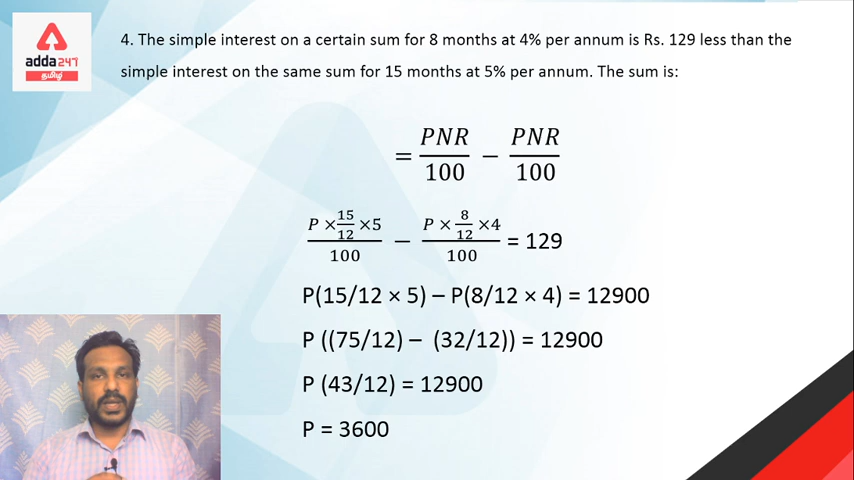 adda247
தமிழ்
4. The simple interest on a certain sum for 8 months at 4% per annum is Rs. 129 less than the
simple interest on the same sum for 15 months at 5% per annum. The sum is:
= PNR/100 − PNR/100
(P × 15/12 × 5)/100 − (P × 8/12 × 4)/100 = 129
P(15/12 × 5) – P(8/12 × 4) = 12900
P ((75/12) – (32/12)) = 12900
P (43/12) = 12900
P = 3600